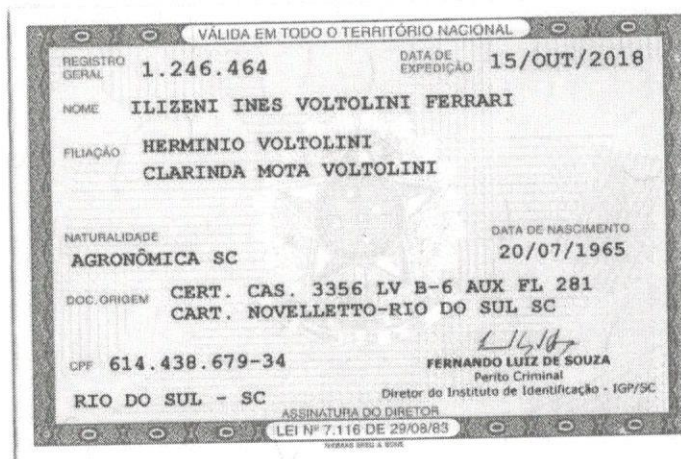 VÁLIDA EM TODO O TERRITÓRIO NACIONAL
REGISTRO GERAL 1.246.464 DATA DE EXPEDIÇÃO 15/OUT/2018
NOME ILIZENI INES VOLTOLINI FERRARI
FILIAÇÃO HERMINIO VOLTOLINI
CLARINDA MOTA VOLTOLINI
NATURALIDADE DATA DE NASCIMENTO
AGRONÔMICA SC 20/07/1965
DOC. ORIGEM CERT. CAS. 3356 LV B-6 AUX FL 281
CART. NOVELLETTO-RIO DO SUL SC
CPF 614.438.679-34
FERNANDO LUIZ DE SOUZA
Perito Criminal
RIO DO SUL - SC Diretor do Instituto de Identificação - IGP/SC
ASSINATURA DO DIRETOR
LEI Nº 7.116 DE 29/08/83